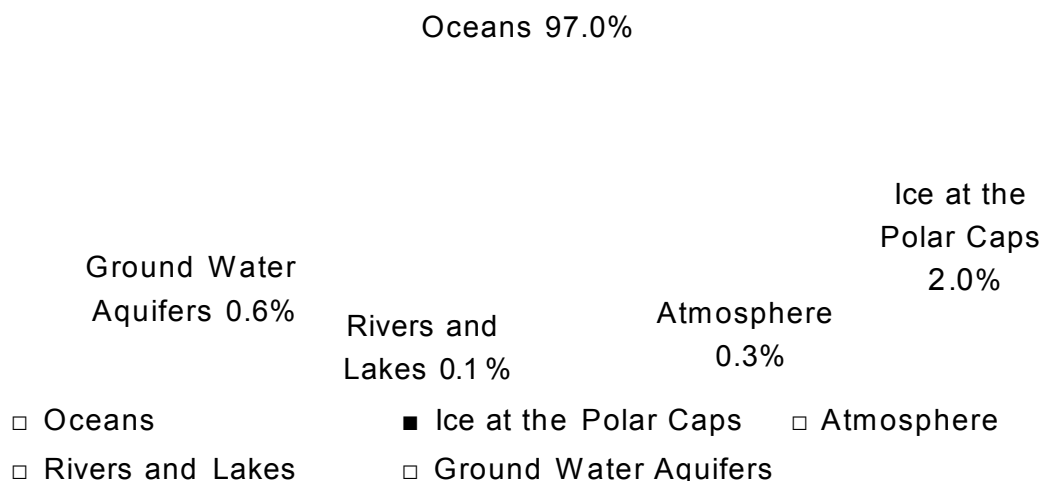 Oceans 97.0%
Ice at the
Polar Caps
2.0%
Ground Water
Aquifers 0.6%
Rivers and
Lakes 0.1%
Atmosphere
0.3%
□ Oceans ■ Ice at the Polar Caps □ Atmosphere
□ Rivers and Lakes □ Ground Water Aquifers